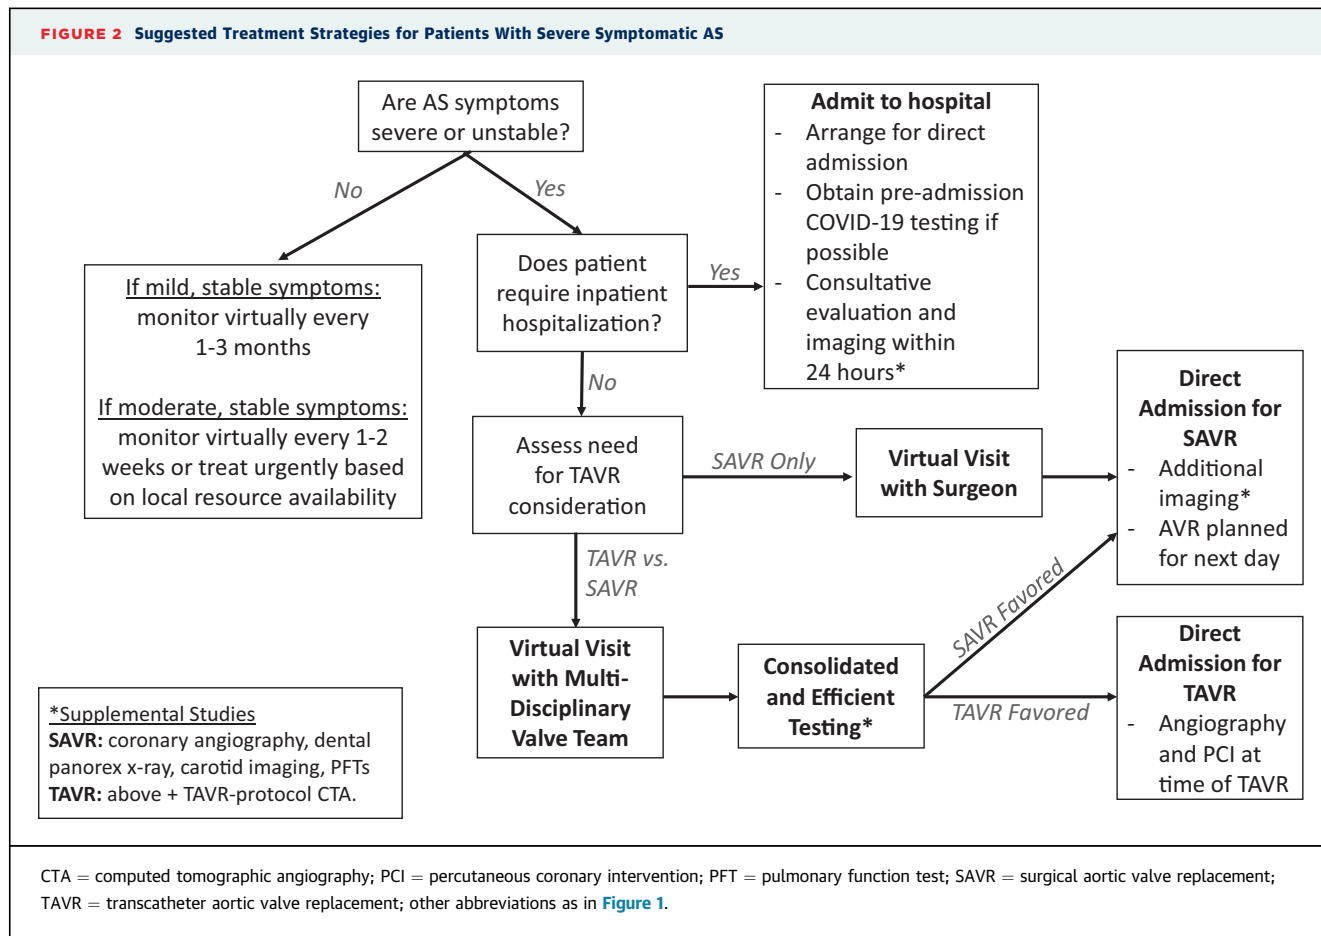 FIGURE 2 Suggested Treatment Strategies for Patients With Severe Symptomatic AS
Are AS symptoms
severe or unstable?
No
Yes
If mild, stable symptoms:
monitor virtually every
1-3 months
If moderate, stable symptoms:
monitor virtually every 1-2
weeks or treat urgently based
on local resource availability
Does patient
require inpatient
hospitalization?
Yes
Admit to hospital
- Arrange for direct
admission
- Obtain pre-admission
COVID-19 testing if
possible
- Consultative
evaluation and
imaging within
24 hours*
No
Assess need
for TAVR
consideration
SAVR Only
Virtual Visit
with Surgeon
Direct
Admission for
SAVR
- Additional
imaging*
- AVR planned
for next day
TAVR vs.
SAVR
Virtual Visit
with Multi-
Disciplinary
Valve Team
Consolidated
and Efficient
Testing*
SAVR Favored
TAVR Favored
Direct
Admission for
TAVR
- Angiography
and PCI at
time of TAVR
*Supplemental Studies
SAVR: coronary angiography, dental
panorex x-ray, carotid imaging, PFTs
TAVR: above + TAVR-protocol CTA.
CTA = computed tomographic angiography; PCI = percutaneous coronary intervention; PFT = pulmonary function test; SAVR = surgical aortic valve replacement;
TAVR = transcatheter aortic valve replacement; other abbreviations as in Figure 1.